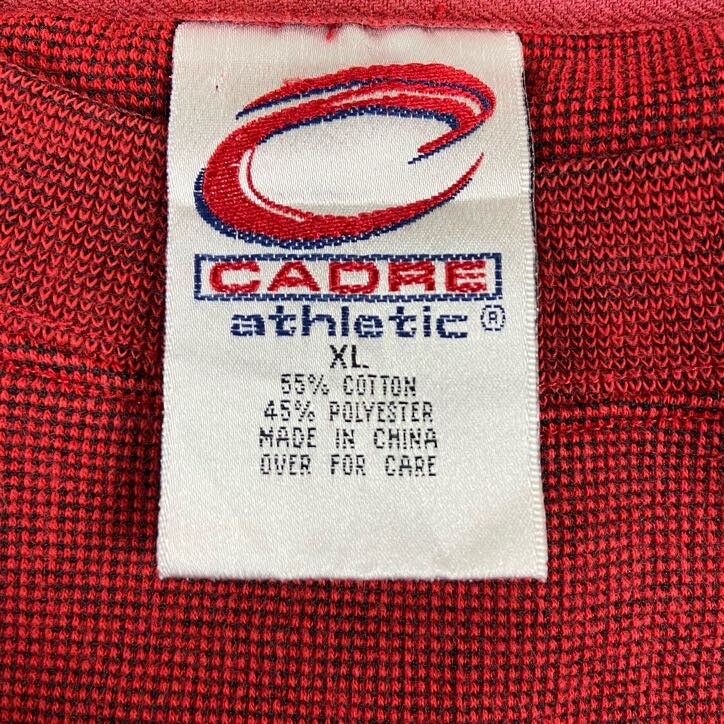 CADRE
athletic ®
XL
55% COTTON
45% POLYESTER
MADE IN CHINA
OVER FOR CARE